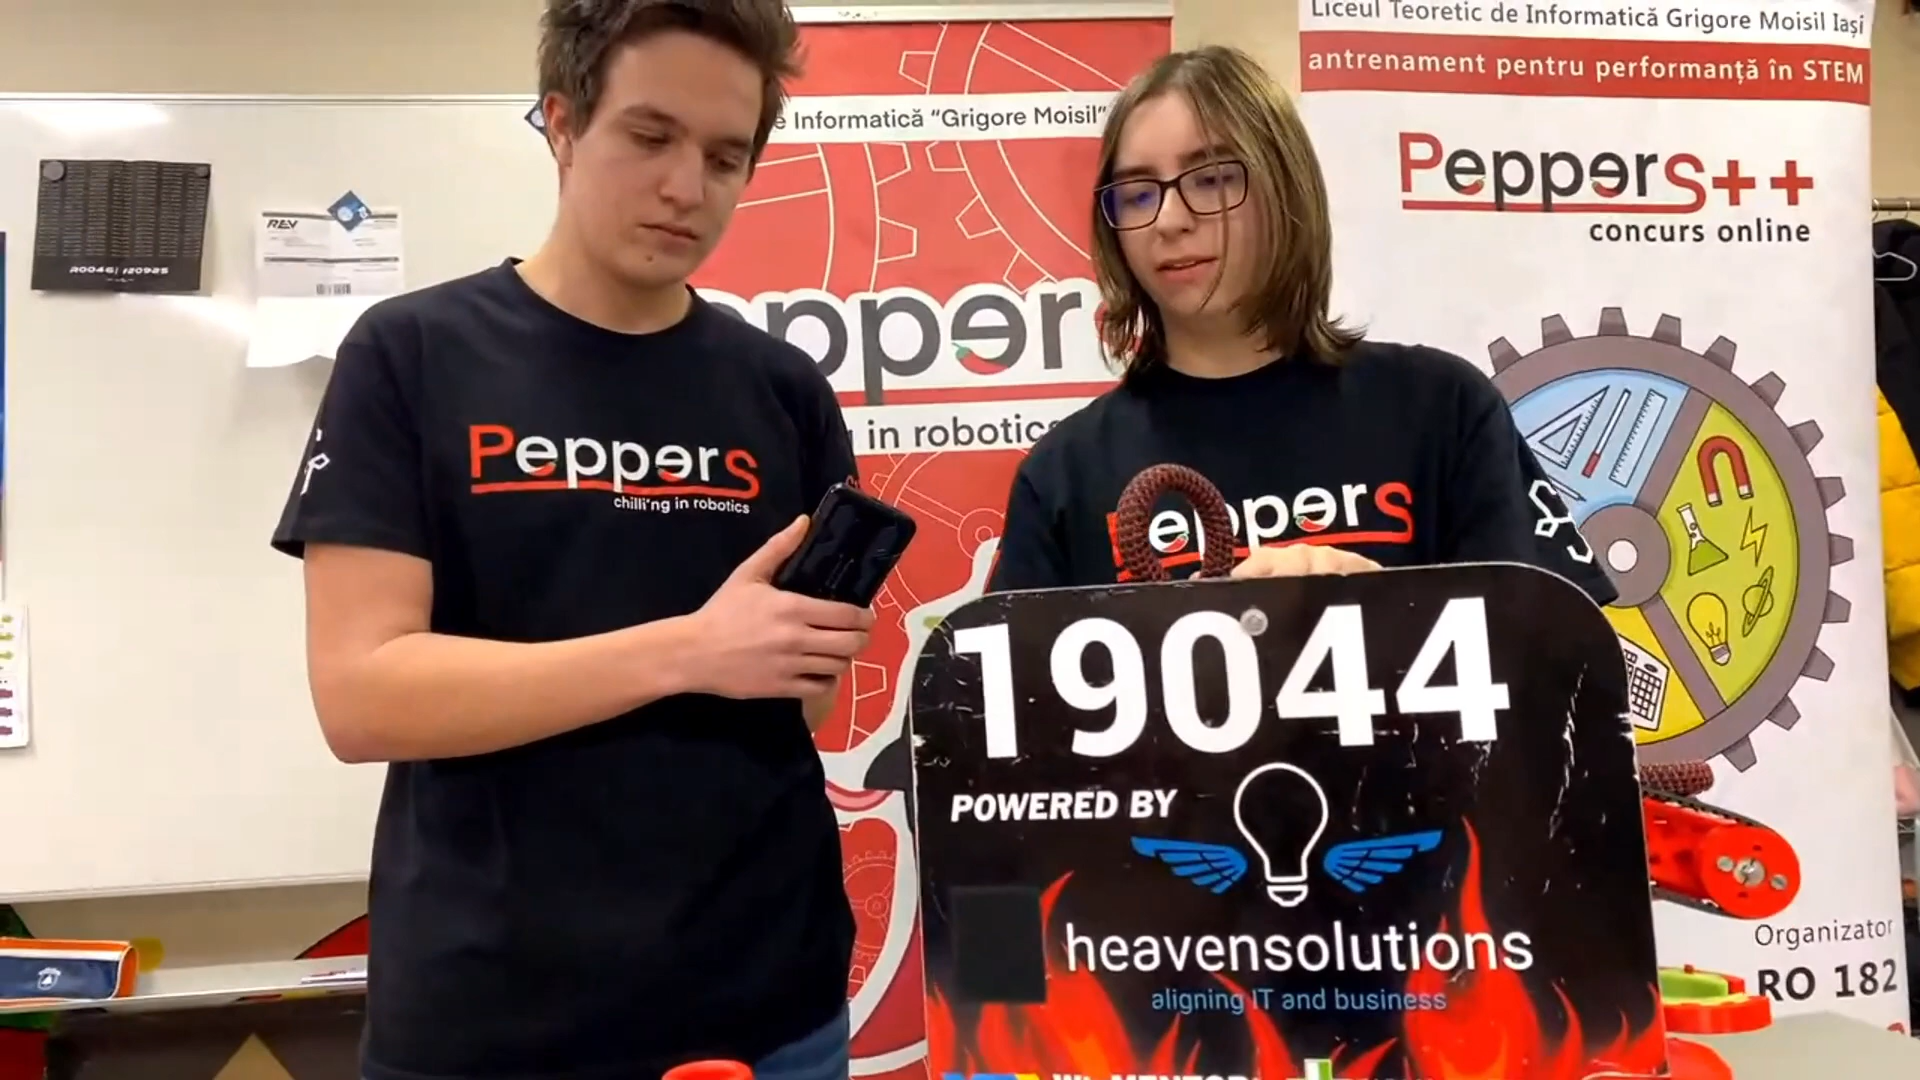 Liceul Teoretic de Informatică Grigore Moisil Iași
antrenament pentru performanță în STEM
PepperS++
concurs online
Informatică "Grigore Moisil"
in robotics
REV
PepperS
chilli'ng in robotics
PepperS
19044
POWERED BY
heavensolutions
aligning IT and business
Organizator
RO 182